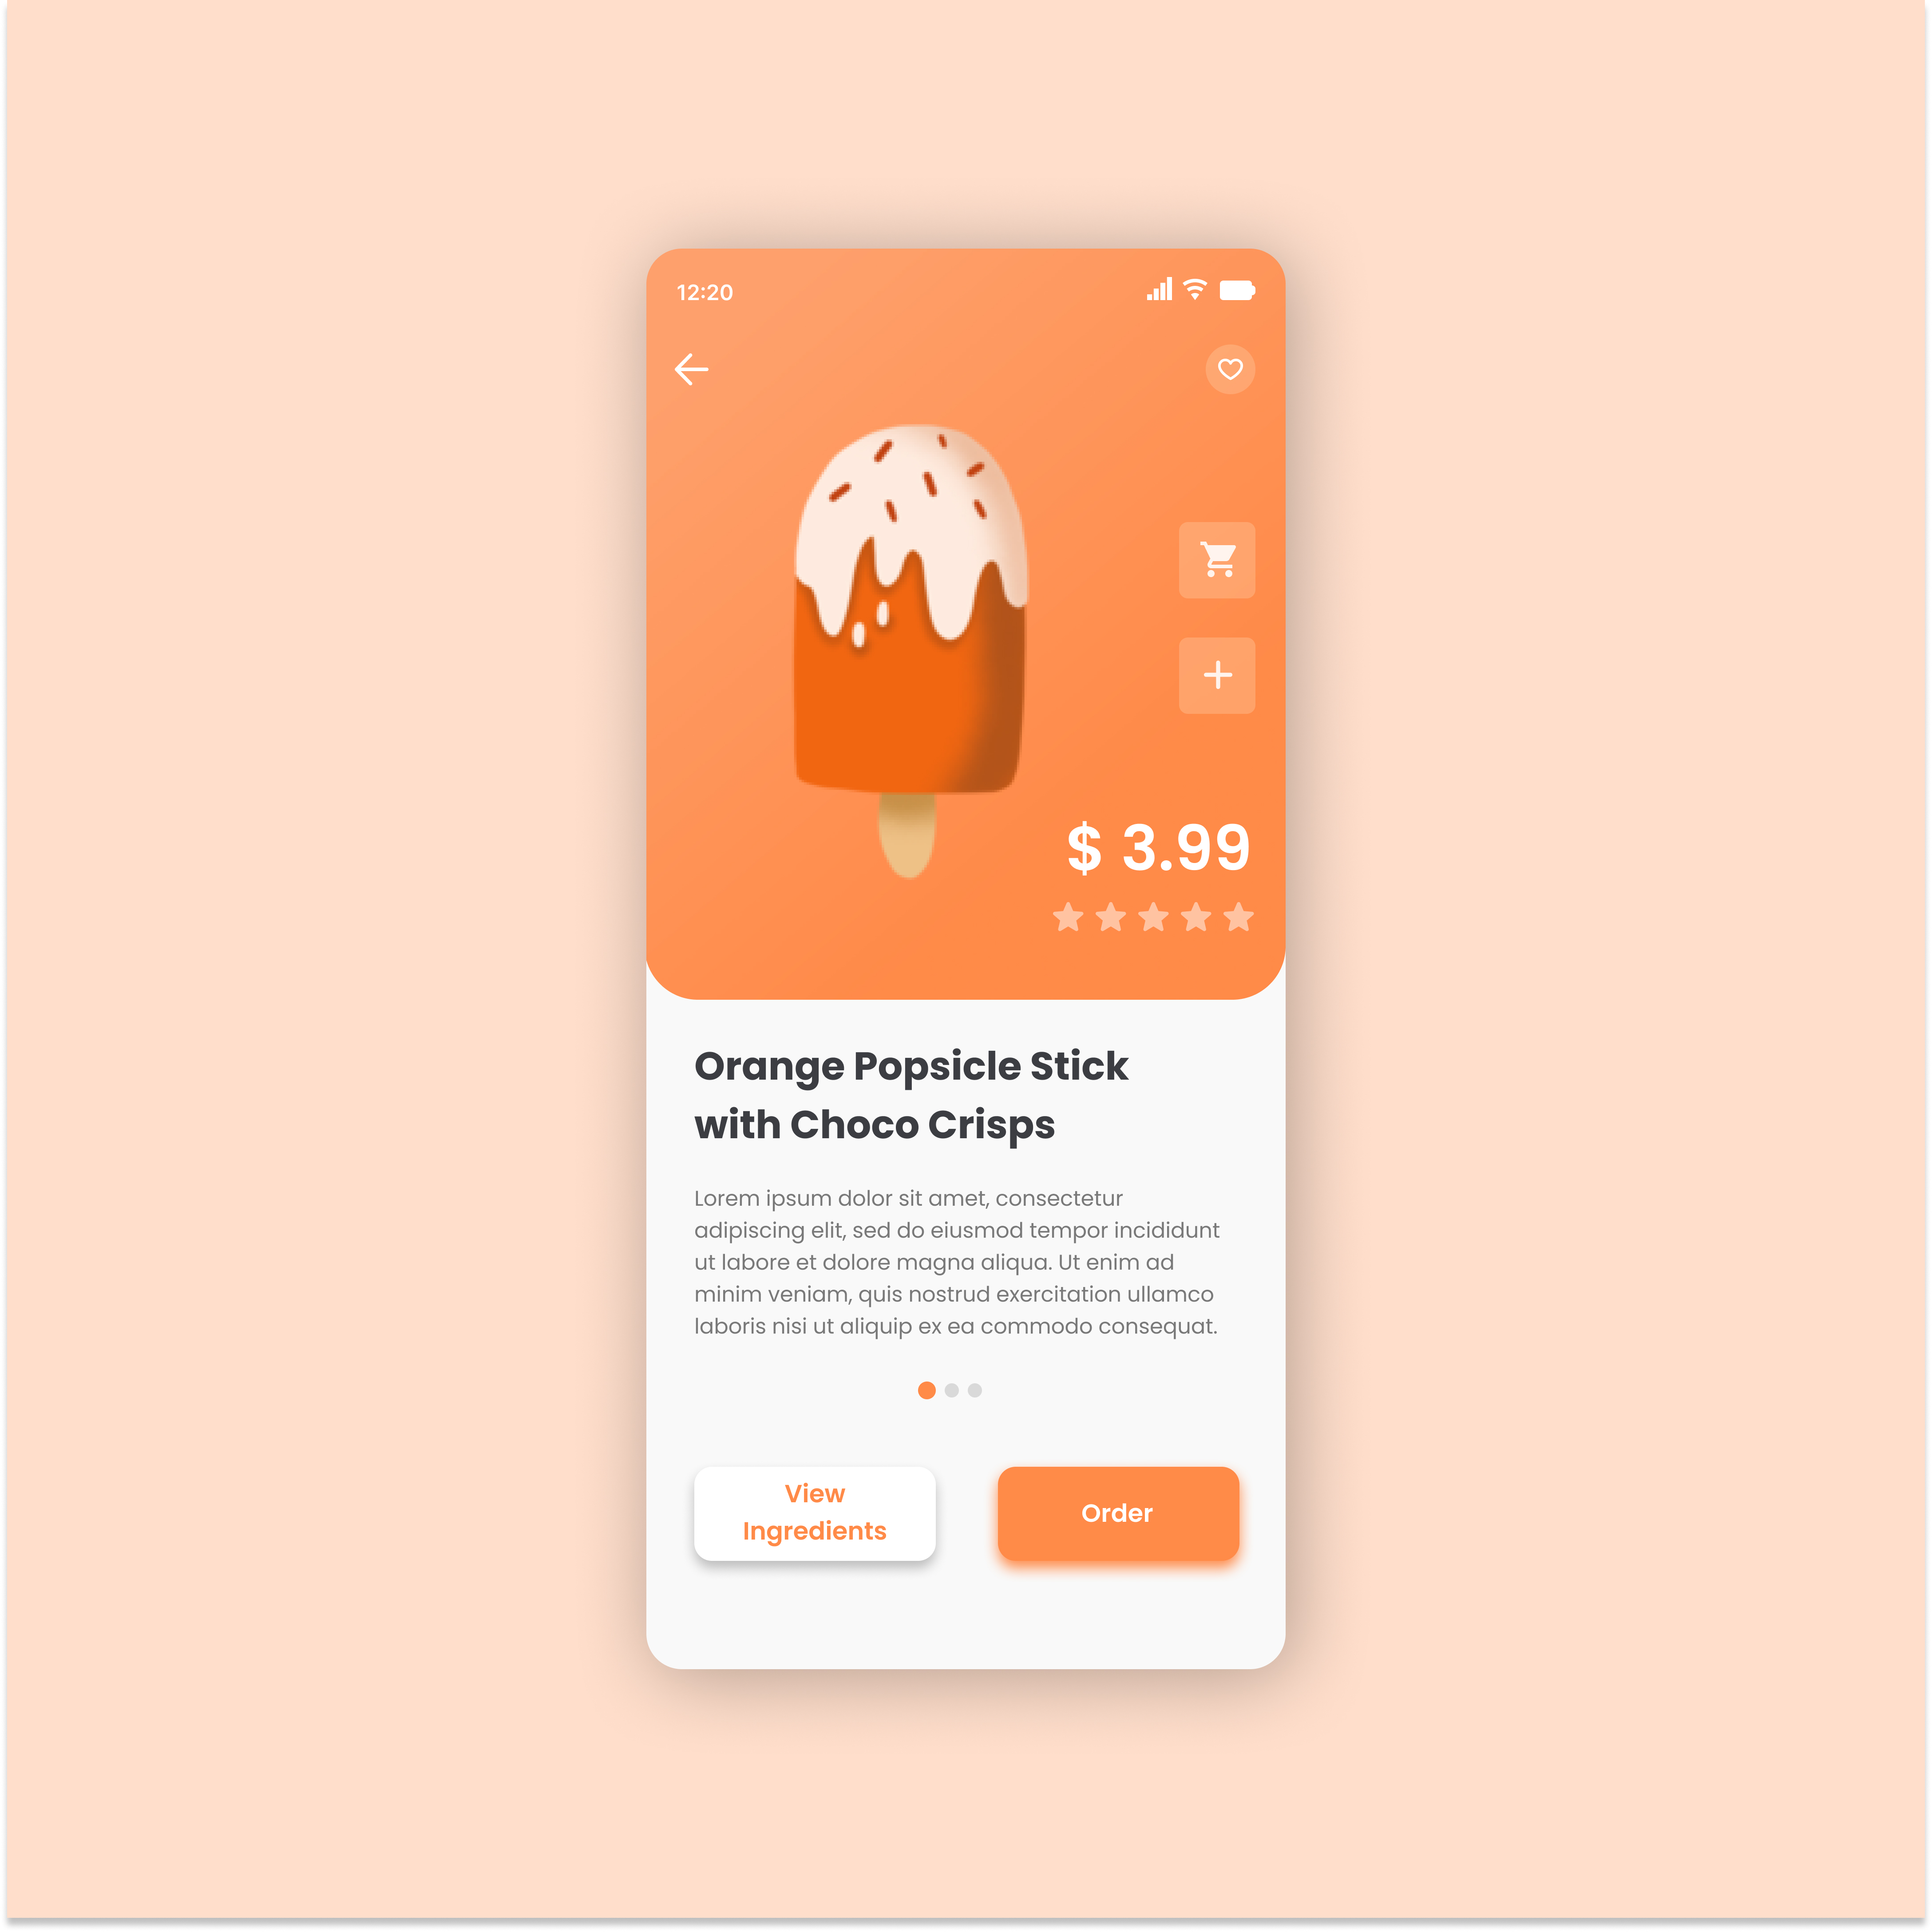 12:20
$ 3.99
Orange Popsicle Stick
with Choco Crisps
Lorem ipsum dolor sit amet, consectetur
adipiscing elit, sed do eiusmod tempor incididunt
ut labore et dolore magna aliqua. Ut enim ad
minim veniam, quis nostrud exercitation ullamco
laboris nisi ut aliquip ex ea commodo consequat.
View
Ingredients
Order